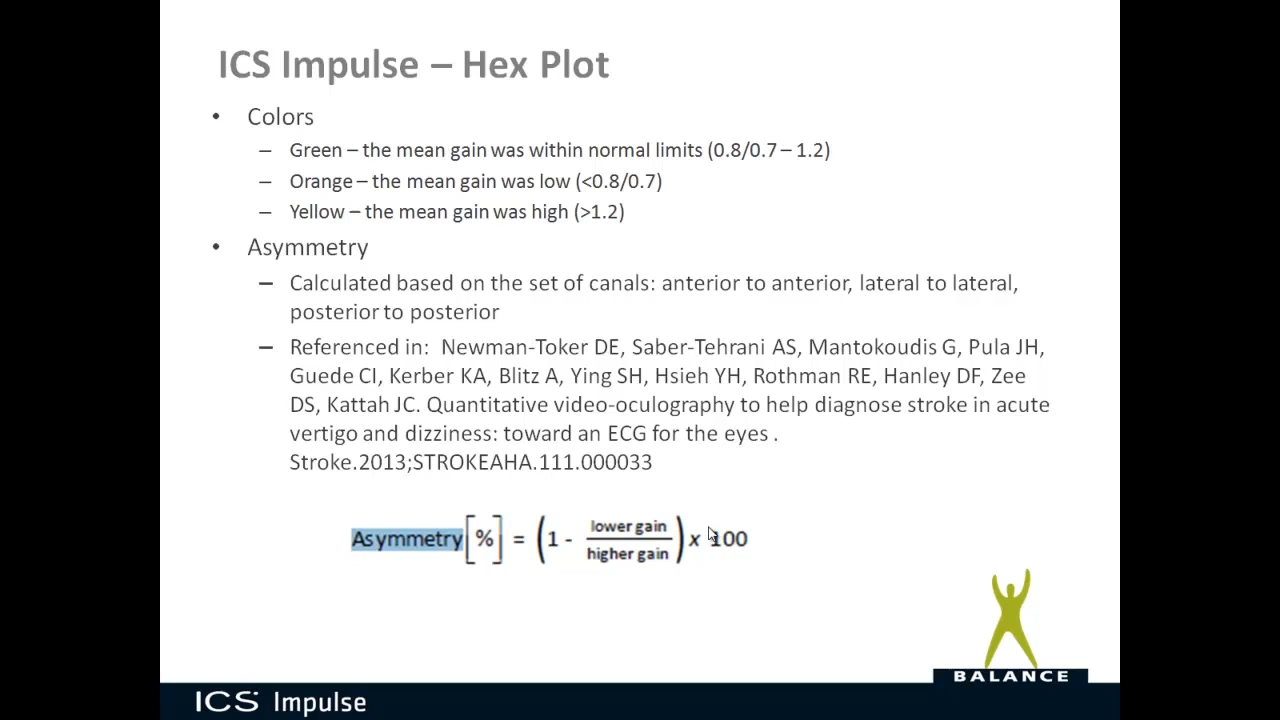 ICS Impulse – Hex Plot
• Colors
– Green – the mean gain was within normal limits (0.8/0.7 – 1.2)
– Orange – the mean gain was low (<0.8/0.7)
– Yellow – the mean gain was high (>1.2)
• Asymmetry
– Calculated based on the set of canals: anterior to anterior, lateral to lateral,
posterior to posterior
– Referenced in: Newman-Toker DE, Saber-Tehrani AS, Mantokoudis G, Pula JH,
Guede CI, Kerber KA, Blitz A, Ying SH, Hsieh YH, Rothman RE, Hanley DF, Zee
DS, Kattah JC. Quantitative video-oculography to help diagnose stroke in acute
vertigo and dizziness: toward an ECG for the eyes .
Stroke.2013;STROKEAHA.111.000033
Asymmetry [%] = (1 - lower gain / higher gain) x 100
BALANCE
ICS Impulse